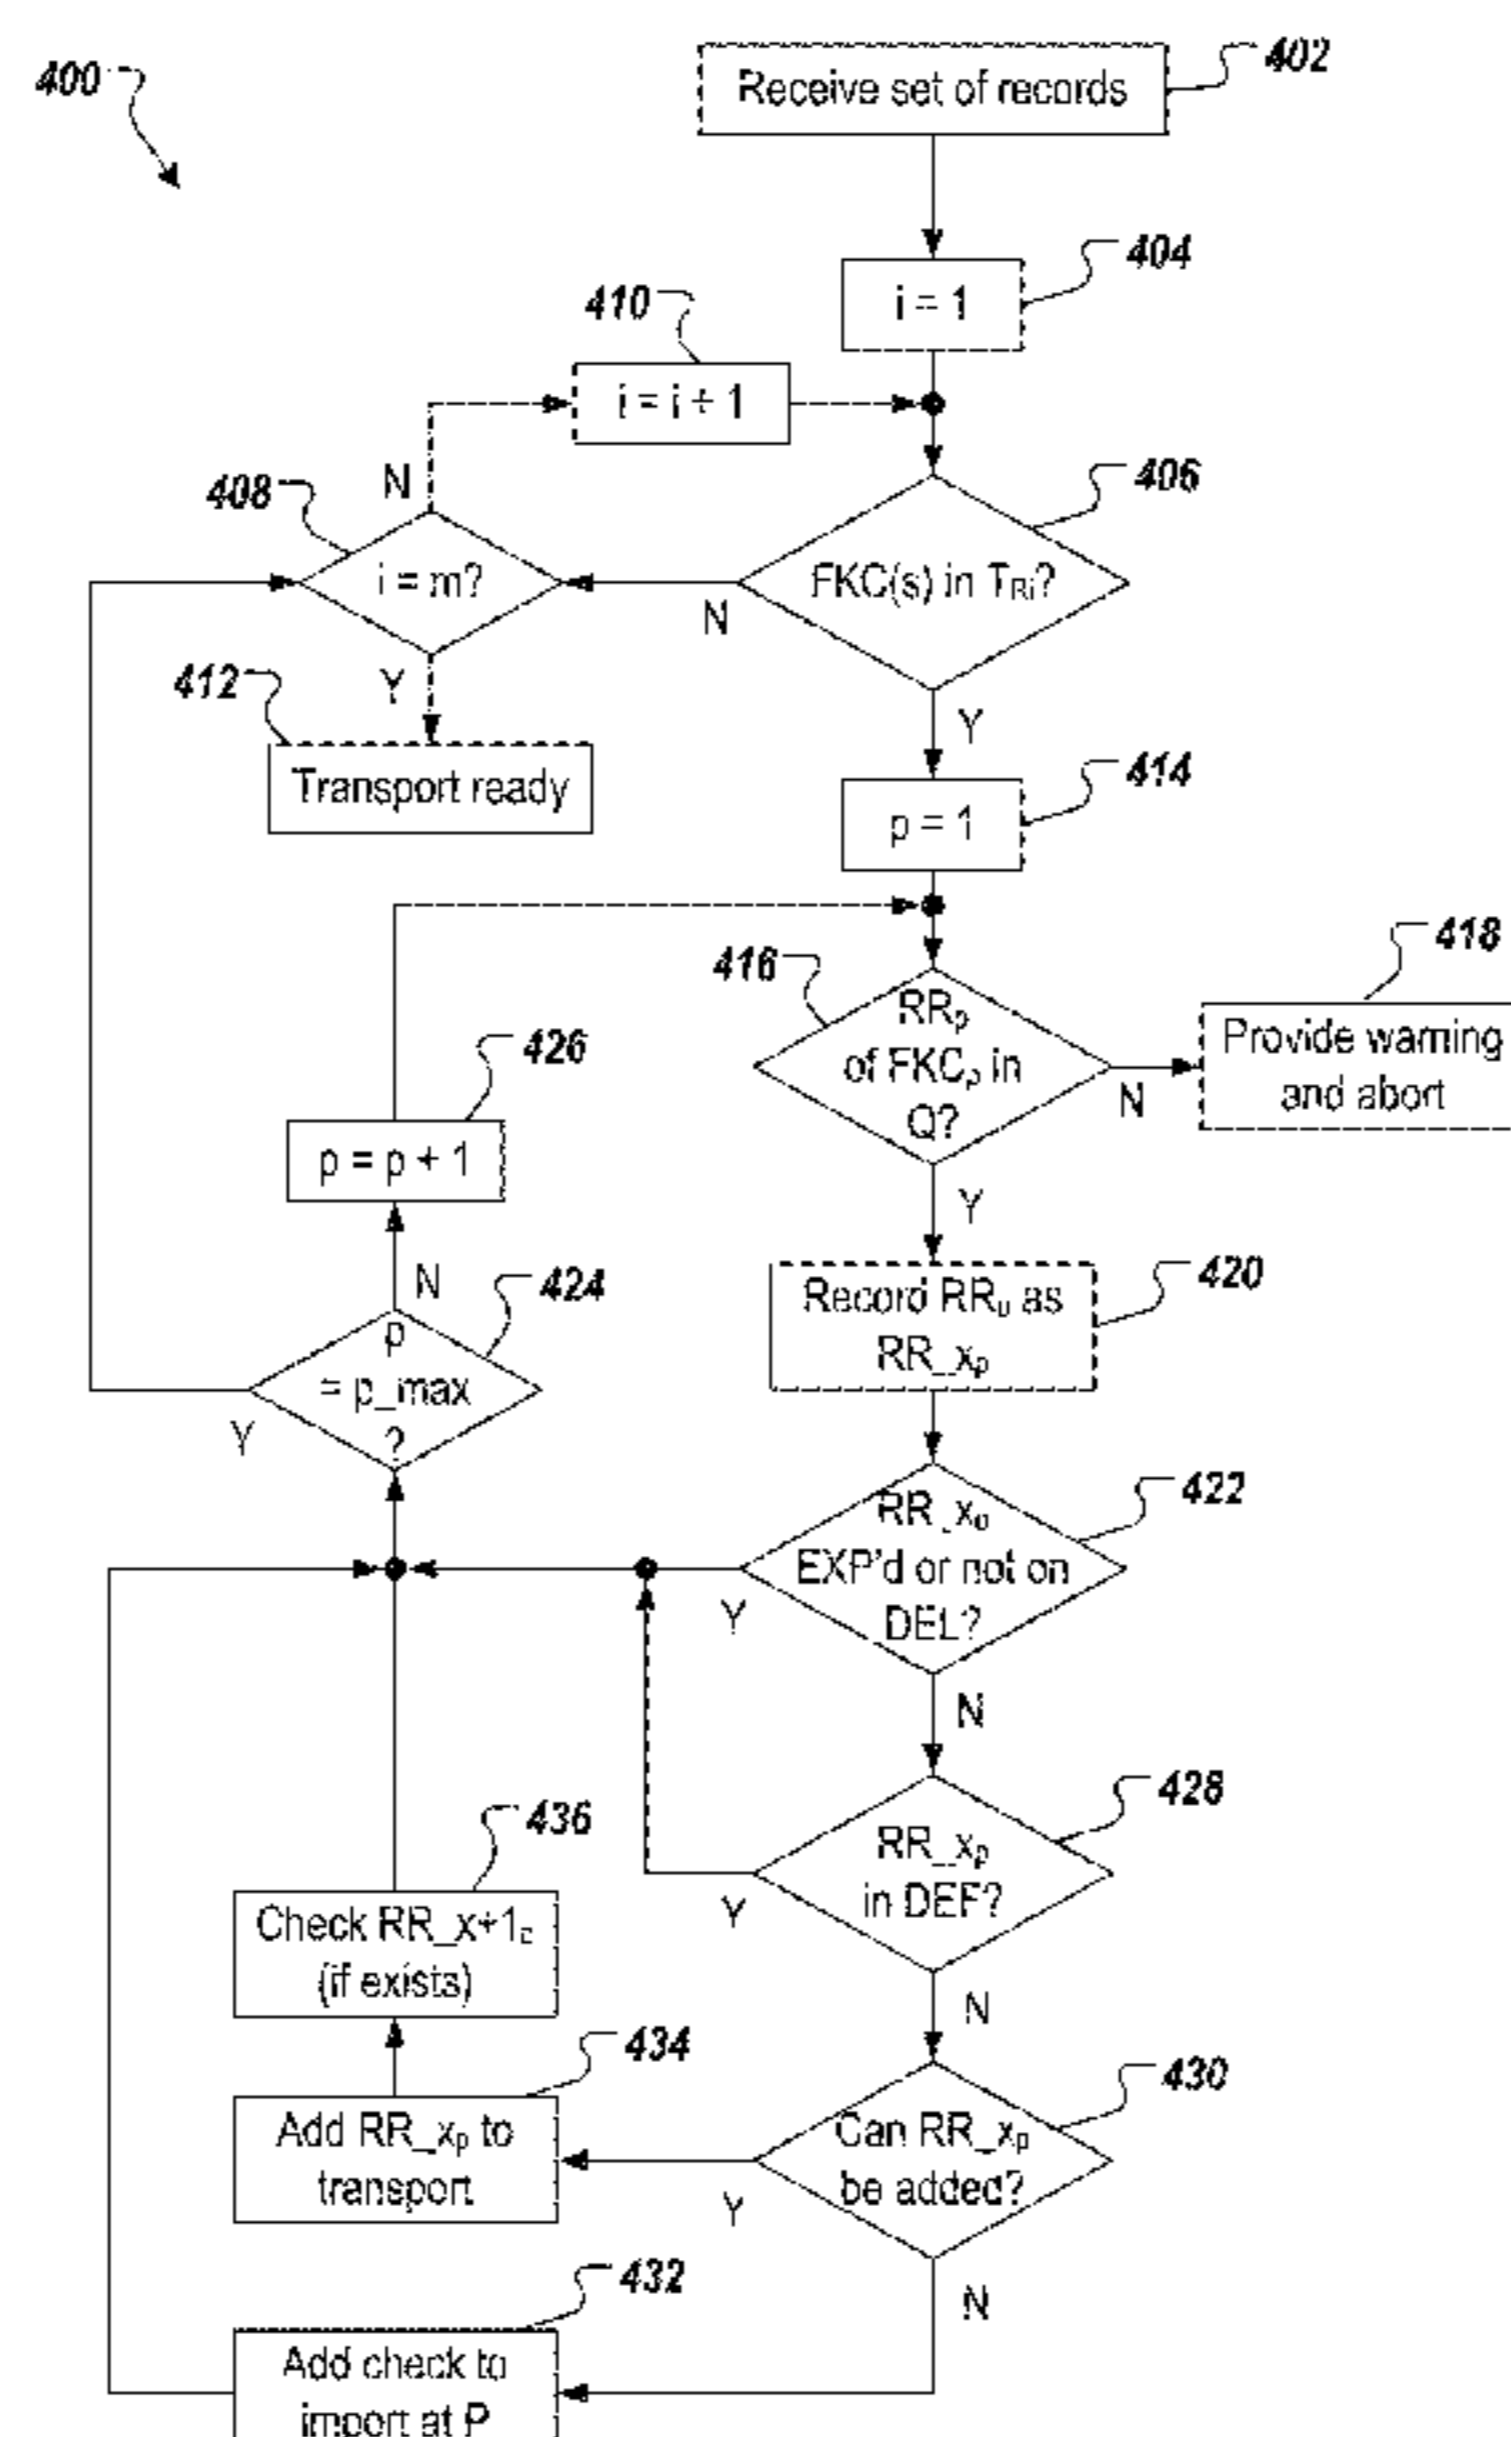 400
Receive set of records
402
i = 1
404
410
i = i + 1
406
FKC(s) in TRi?
408
N
i = m?
N
Y
412
Transport ready
Y
414
p = 1
416
RRp
of FKCp in
Q?
N
418
Provide warning
and abort
Y
426
p = p + 1
420
Record RRp as
RR_xp
N
424
p
= p_max
?
Y
422
RR_xp
EXP'd or not on
DEL?
Y
N
428
RR_xp
in DEF?
Y
N
436
Check RR_x+1
(if exists)
434
Add RR_xp to
transport
430
Can RR_xp
be added?
Y
N
432
Add check to
import at P